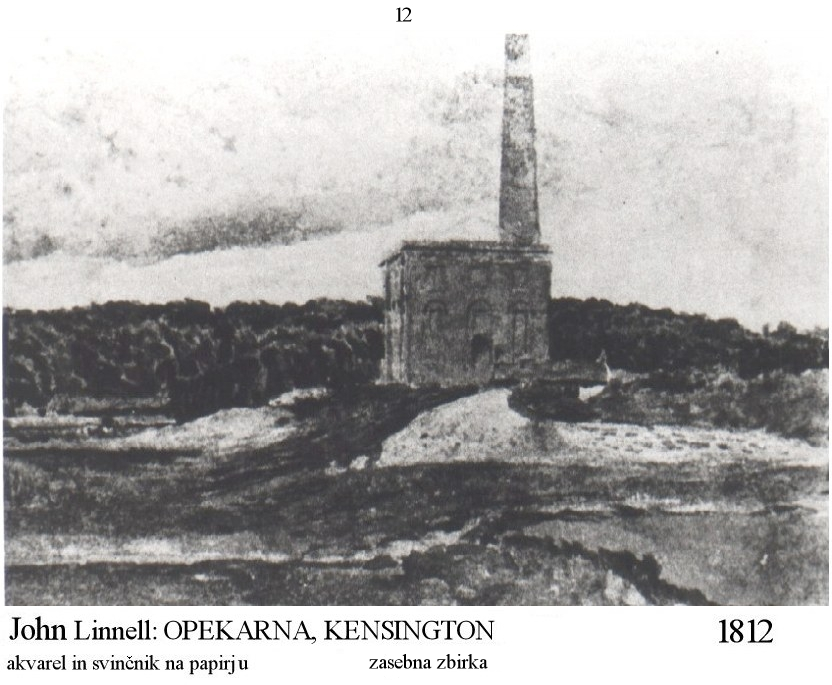 12
John Linnell: OPEKARNA, KENSINGTON 1812
akvarel in svinčnik na papirju zasebna zbirka